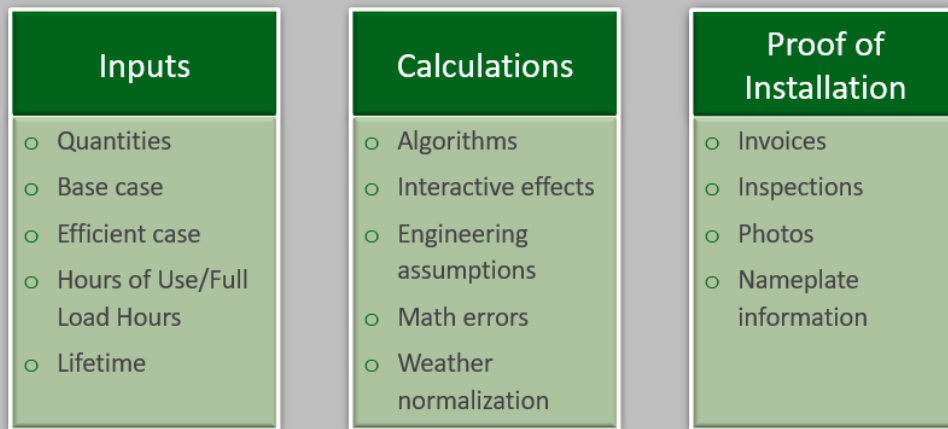 Inputs
Quantities
Base case
Efficient case
Hours of Use/Full
Load Hours
Lifetime
Calculations
Algorithms
Interactive effects
Engineering
assumptions
Math errors
Weather
normalization
Proof of
Installation
Invoices
Inspections
Photos
Nameplate
information